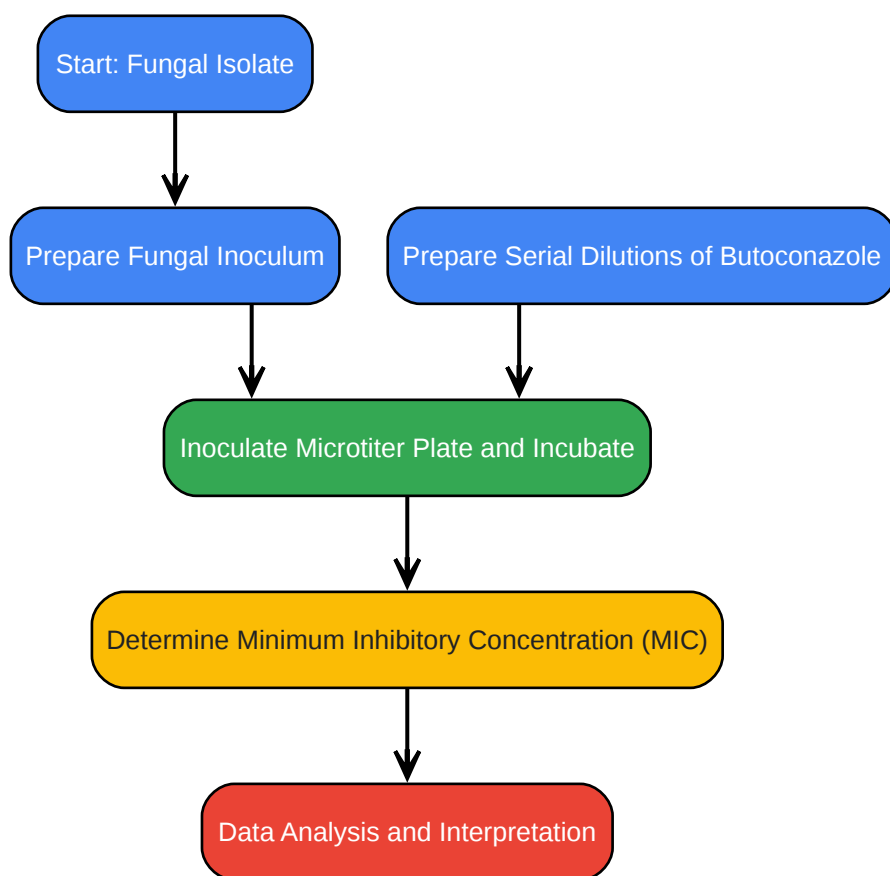 Start: Fungal Isolate
Prepare Fungal Inoculum
Prepare Serial Dilutions of Butoconazole
Inoculate Microtiter Plate and Incubate
Determine Minimum Inhibitory Concentration (MIC)
Data Analysis and Interpretation